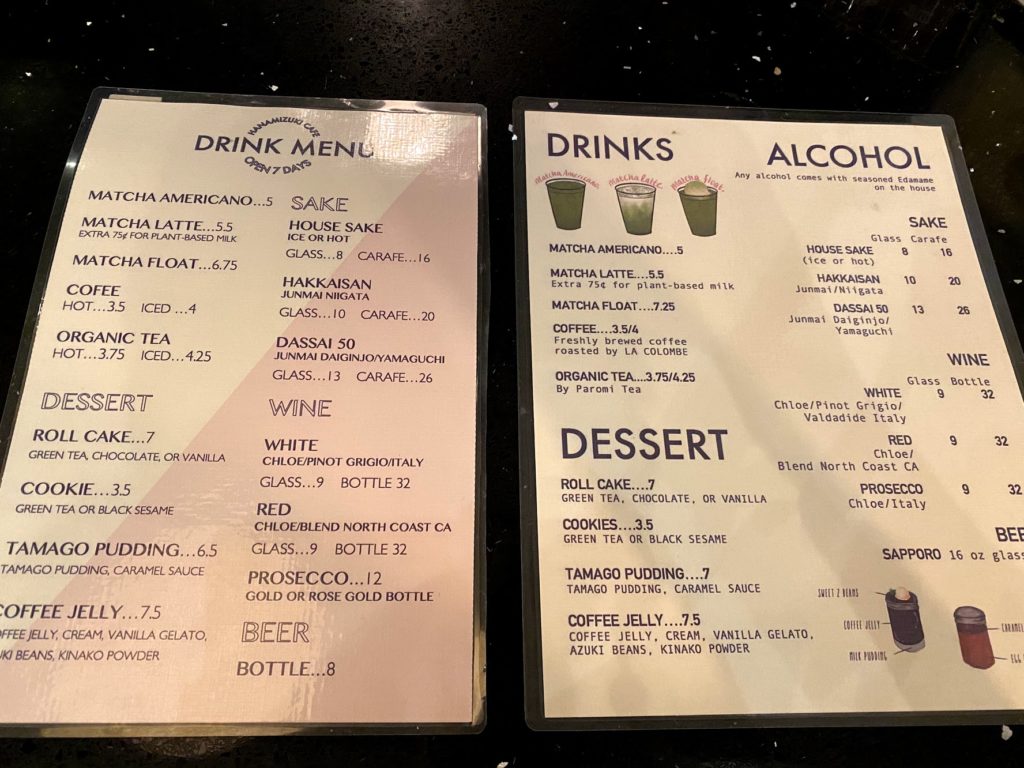 HANAMIZUKI CAFE
DRINK MENU
OPEN 7 DAYS
MATCHA AMERICANO...5
MATCHA LATTE...5.5
EXTRA 75¢ FOR PLANT-BASED MILK
MATCHA FLOAT...6.75
COFEE
HOT...3.5 ICED ...4
ORGANIC TEA
HOT...3.75 ICED...4.25
DESSERT
ROLL CAKE...7
GREEN TEA, CHOCOLATE, OR VANILLA
COOKIE...3.5
GREEN TEA OR BLACK SESAME
TAMAGO PUDDING...6.5
TAMAGO PUDDING, CARAMEL SAUCE
COFFEE JELLY...7.5
OFFEE JELLY, CREAM, VANILLA GELATO,
ZUKI BEANS, KINAKO POWDER
SAKE
HOUSE SAKE
ICE OR HOT
GLASS...8 CARAFE...16
HAKKAISAN
JUNMAI NIIGATA
GLASS...10 CARAFE...20
DASSAI 50
JUNMAI DAIGINJO/YAMAGUCHI
GLASS...13 CARAFE...26
WINE
WHITE
CHLOE/PINOT GRIGIO/ITALY
GLASS...9 BOTTLE 32
RED
CHLOE/BLEND NORTH COAST CA
GLASS...9 BOTTLE 32
PROSECCO...12
GOLD OR ROSE GOLD BOTTLE
BEER
BOTTLE...8
DRINKS
Matcha Americano. Matcha Latte. Matcha Float.
MATCHA AMERICANO....5
MATCHA LATTE....5.5
Extra 75¢ for plant-based milk
MATCHA FLOAT....7.25
COFFEE....3.5/4
Freshly brewed coffee
roasted by LA COLOMBE
ORGANIC TEA....3.75/4.25
By Paromi Tea
DESSERT
ROLL CAKE....7
GREEN TEA, CHOCOLATE, OR VANILLA
COOKIES....3.5
GREEN TEA OR BLACK SESAME
TAMAGO PUDDING....7
TAMAGO PUDDING, CARAMEL SAUCE
COFFEE JELLY....7.5
COFFEE JELLY, CREAM, VANILLA GELATO,
AZUKI BEANS, KINAKO POWDER
ALCOHOL
Any alcohol comes with seasoned Edamame
on the house
SAKE
Glass Carafe
HOUSE SAKE 8 16
(ice or hot)
HAKKAISAN 10 20
Junmai/Niigata
DASSAI 50 13 26
Junmai Daiginjo/
Yamaguchi
WINE
Glass Bottle
WHITE 9 32
Chloe/Pinot Grigio/
Valdadide Italy
RED 9 32
Chloe/
Blend North Coast CA
PROSECCO 9 32
Chloe/Italy
BEE
SAPPORO 16 oz glass
SWEET Z BEANS
COFFEE JELLY
MILK PUDDING
CARAMEL
EGG